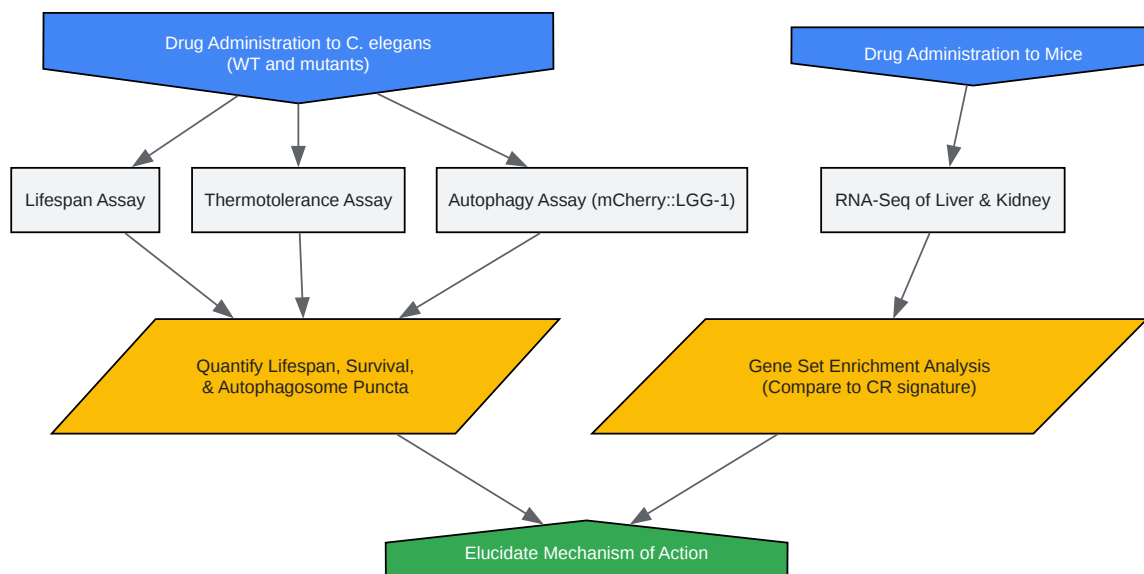 Drug Administration to C. elegans
(WT and mutants)
Drug Administration to Mice
Lifespan Assay
Thermotolerance Assay
Autophagy Assay (mCherry::LGG-1)
RNA-Seq of Liver & Kidney
Quantify Lifespan, Survival,
& Autophagosome Puncta
Gene Set Enrichment Analysis
(Compare to CR signature)
Elucidate Mechanism of Action